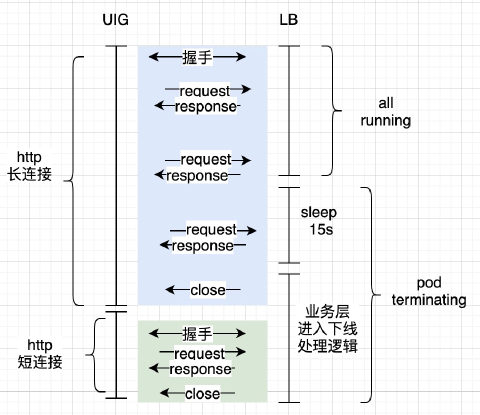 UIG
LB
握手
request
response
all
running
http
长连接
request
response
sleep
15s
request
response
pod
terminating
close
业务层
进入下线
处理逻辑
http
短连接
握手
request
response
close